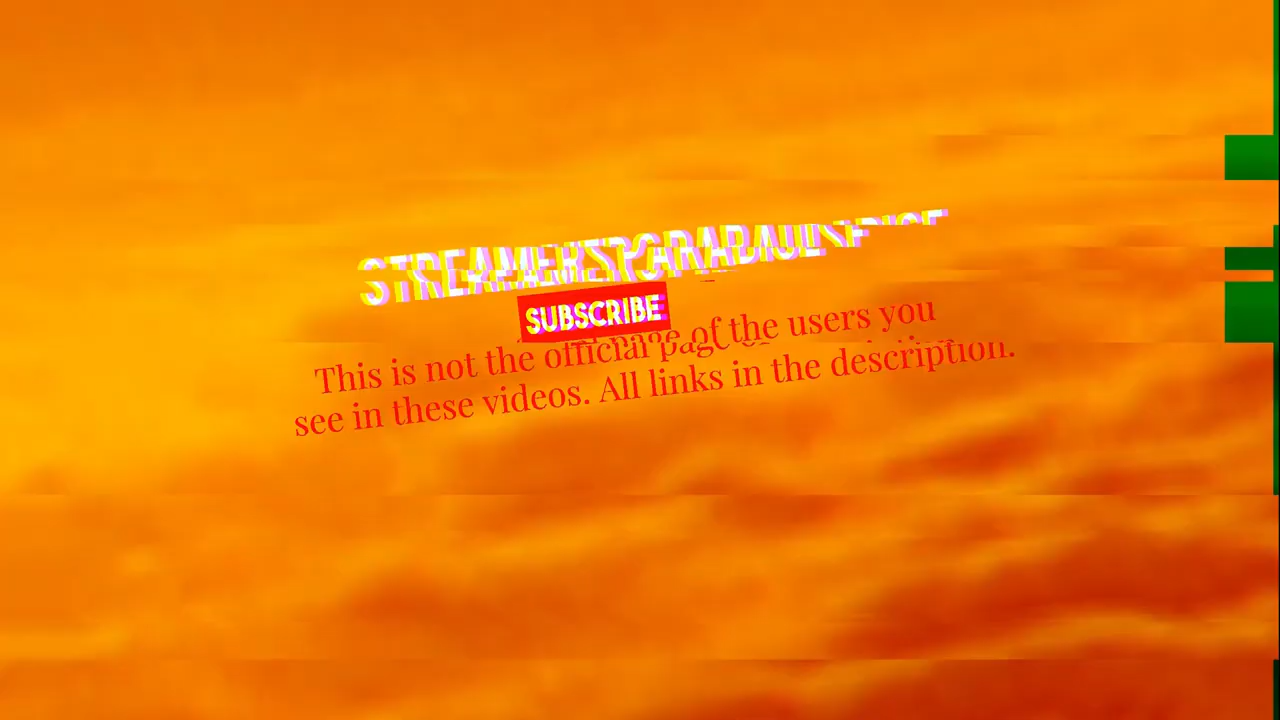 STREAMERSPARADISE
SUBSCRIBE
This is not the official page of the users you
see in these videos. All links in the description.